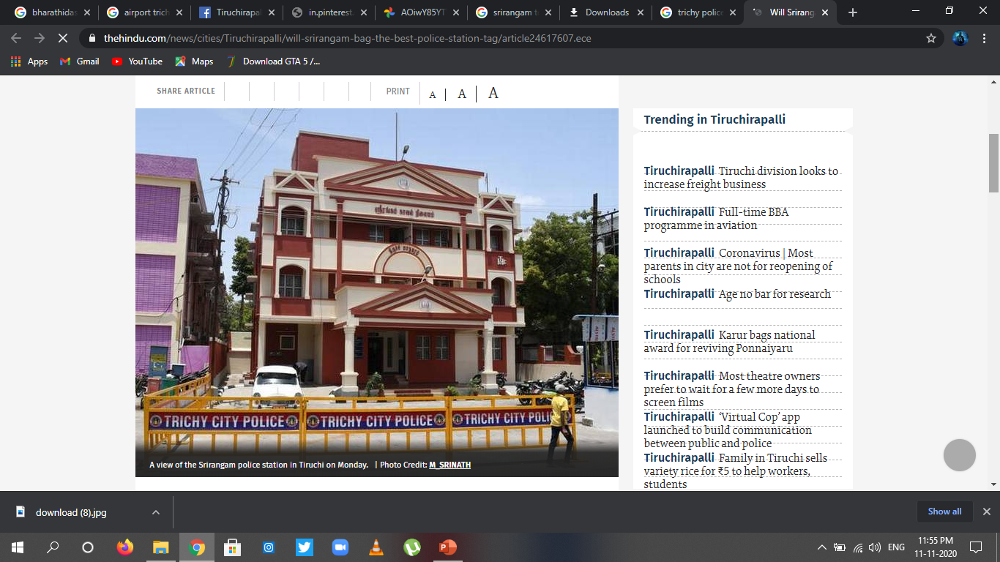 bharathida
airport trich
Tiruchirapal
in.pinterest.
AOiwY85YT
srirangam t
Downloads
trichy police
Will Srirang
thehindu.com/news/cities/Tiruchirapalli/will-srirangam-bag-the-best-police-station-tag/article24617607.ece
Apps Gmail YouTube Maps Download GTA 5 /...
SHARE ARTICLE PRINT A A A
ஸ்ரீரங்கம் காவல் நிலையம்
TRICHY CITY POLICE TRICHY CITY POLICE TRICHY CITY POLIC
A view of the Srirangam police station in Tiruchi on Monday. | Photo Credit: M_SRINATH
Trending in Tiruchirapalli
Tiruchirapalli Tiruchi division looks to
increase freight business
Tiruchirapalli Full-time BBA
programme in aviation
Tiruchirapalli Coronavirus | Most
parents in city are not for reopening of
schools
Tiruchirapalli Age no bar for research
Tiruchirapalli Karur bags national
award for reviving Ponnaiyaru
Tiruchirapalli Most theatre owners
prefer to wait for a few more days to
screen films
Tiruchirapalli ‘Virtual Cop’ app
launched to build communication
between public and police
Tiruchirapalli Family in Tiruchi sells
variety rice for ₹5 to help workers,
students
download (8).jpg
Show all
ENG
11:55 PM
11-11-2020